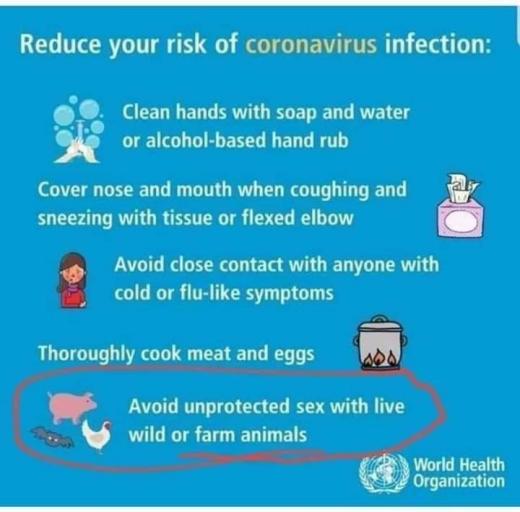 Reduce your risk of coronavirus infection:
Clean hands with soap and water
or alcohol-based hand rub
Cover nose and mouth when coughing and
sneezing with tissue or flexed elbow
Avoid close contact with anyone with
cold or flu-like symptoms
Thoroughly cook meat and eggs
Avoid unprotected sex with live
wild or farm animals
World Health
Organization